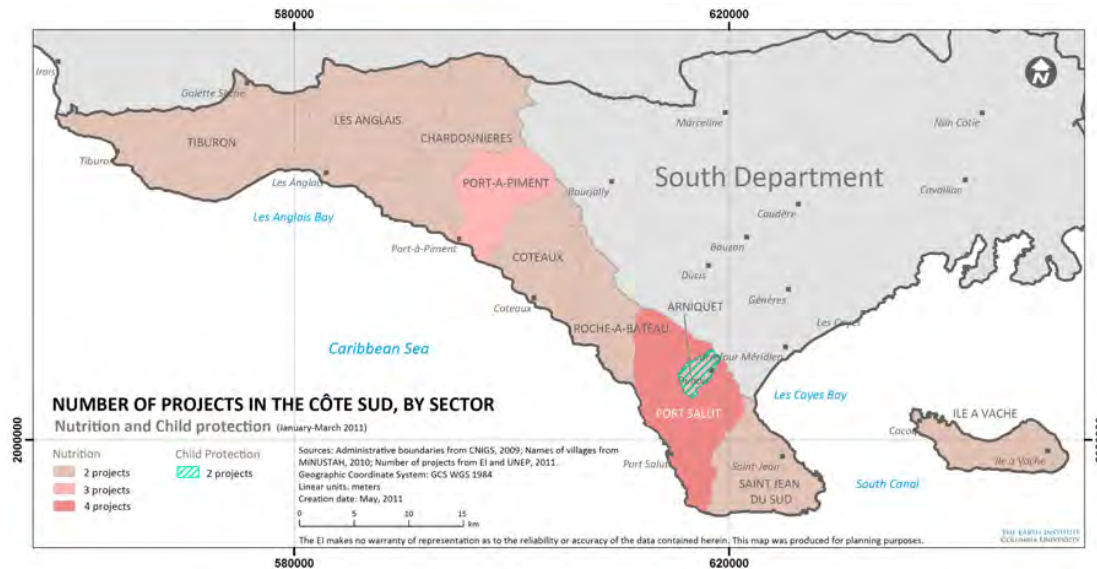 580000
620000
Irois
Galette Sèche
Marceline
Nan Cotie
LES ANGLAIS
TIBURON
CHARDONNIERES
Tiburon
Les Anglais
PORT-A-PIMENT
Bourjally
South Department
Cavaillon
Les Anglais Bay
Caudère
Port-à-Piment
Bauzon
COTEAUX
Ducis
Générès
Coteaux
ARNIQUET
Les Cayes
ROCHE-A-BATEAU
Caribbean Sea
Méridien
Les Cayes Bay
NUMBER OF PROJECTS IN THE CÔTE SUD, BY SECTOR
Nutrition and Child protection (January-March 2011)
PORT SALUT
ILE A VACHE
2000000
Nutrition
2 projects
3 projects
4 projects
Child Protection
2 projects
Sources: Administrative boundaries from CNIGS, 2009; Names of villages from
MINUSTAH, 2010; Number of projects from EI and UNEP, 2011.
Geographic Coordinate System: GCS WGS 1984
Linear units: meters
Creation date: May, 2011
0 5 10 15
km
Port Salut
Saint-Jean
SAINT JEAN
DU SUD
Ile a Vache
South Canal
The EI makes no warranty of representation as to the reliability or accuracy of the data contained herein. This map was produced for planning purposes.
THE EARTH INSTITUTE
COLUMBIA UNIVERSITY
N
580000
620000